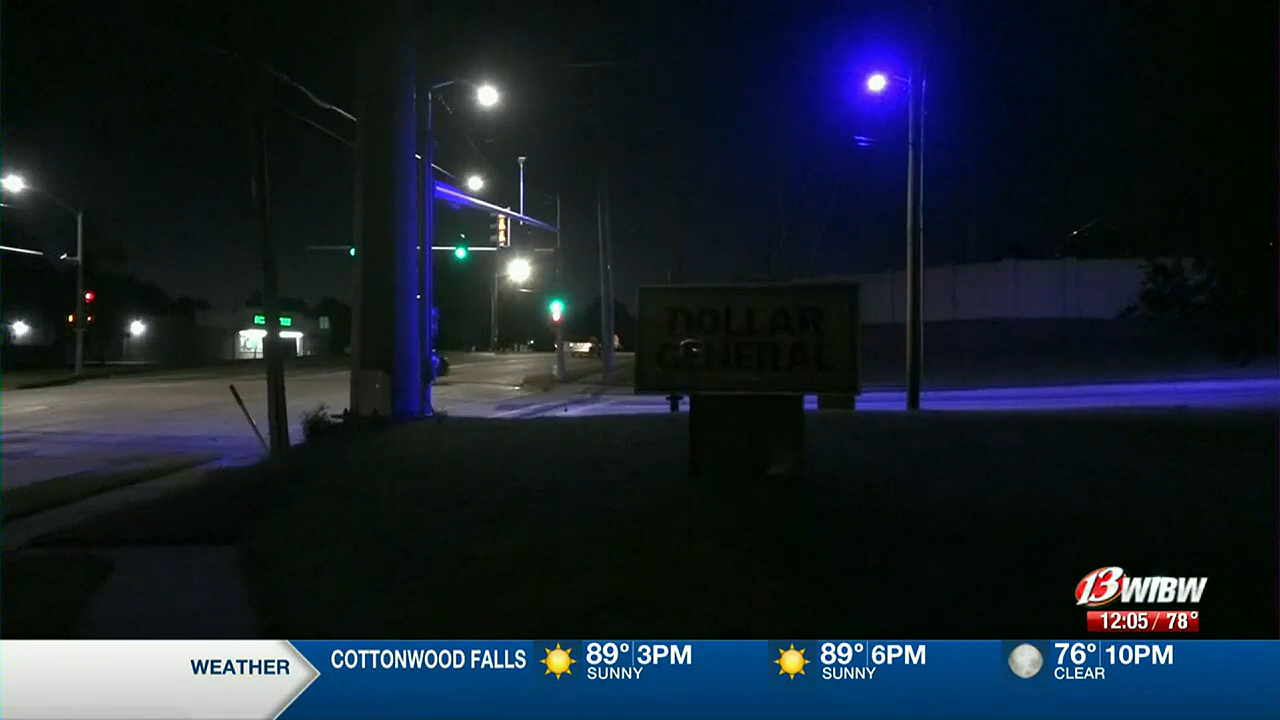 DOLLAR
GENERAL
13 WIBW
12:05 / 78°
WEATHER
COTTONWOOD FALLS
89° 3PM
SUNNY
89° 6PM
SUNNY
76° 10PM
CLEAR